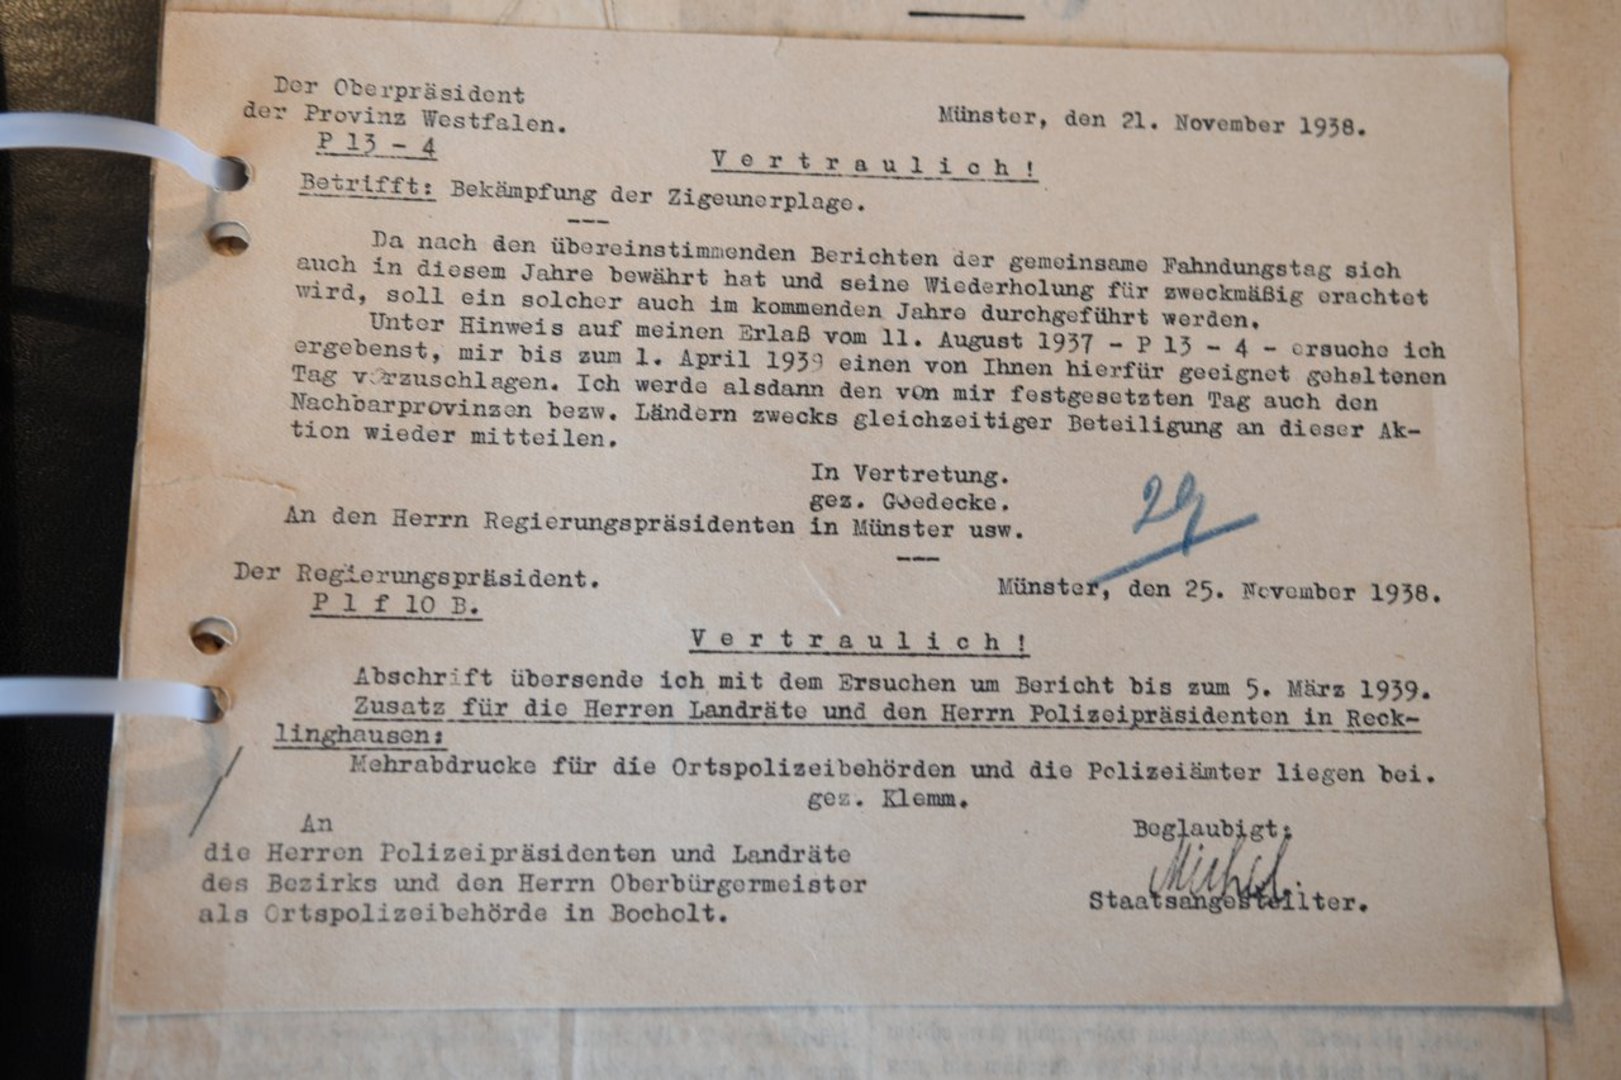 Der Oberpräsident
der Provinz Westfalen.
P 13 - 4
Münster, den 21. November 1938.
Vertraulich!
Betrifft: Bekämpfung der Zigeunerplage.
Da nach den übereinstimmenden Berichten der gemeinsame Fahndungstag sich
auch in diesem Jahre bewährt hat und seine Wiederholung für zweckmäßig erachtet
wird, soll ein solcher auch im kommenden Jahre durchgeführt werden.
Unter Hinweis auf meinen Erlaß vom 11. August 1937 - P 13 - 4 - ersuche ich
ergebenst, mir bis zum 1. April 1939 einen von Ihnen hierfür geeignet gehaltenen
Tag vorzuschlagen. Ich werde alsdann den von mir festgesetzten Tag auch den
Nachbarprovinzen bezw. Ländern zwecks gleichzeitiger Beteiligung an dieser Ak-
tion wieder mitteilen.
In Vertretung.
gez. Goedecke.
An den Herrn Regierungspräsidenten in Münster usw.
Der Regierungspräsident.
P 1 f 10 B.
Münster, den 25. November 1938.
Vertraulich!
Abschrift übersende ich mit dem Ersuchen um Bericht bis zum 5. März 1939.
Zusatz für die Herren Landräte und den Herrn Polizeipräsidenten in Reck-
linghausen:
Mehrabdrucke für die Ortspolizeibehörden und die Polizeiämter liegen bei.
gez. Klemm.
An
die Herren Polizeipräsidenten und Landräte
des Bezirks und den Herrn Oberbürgermeister
als Ortspolizeibehörde in Bocholt.
Beglaubigt:
Michel
Staatsangestellter.